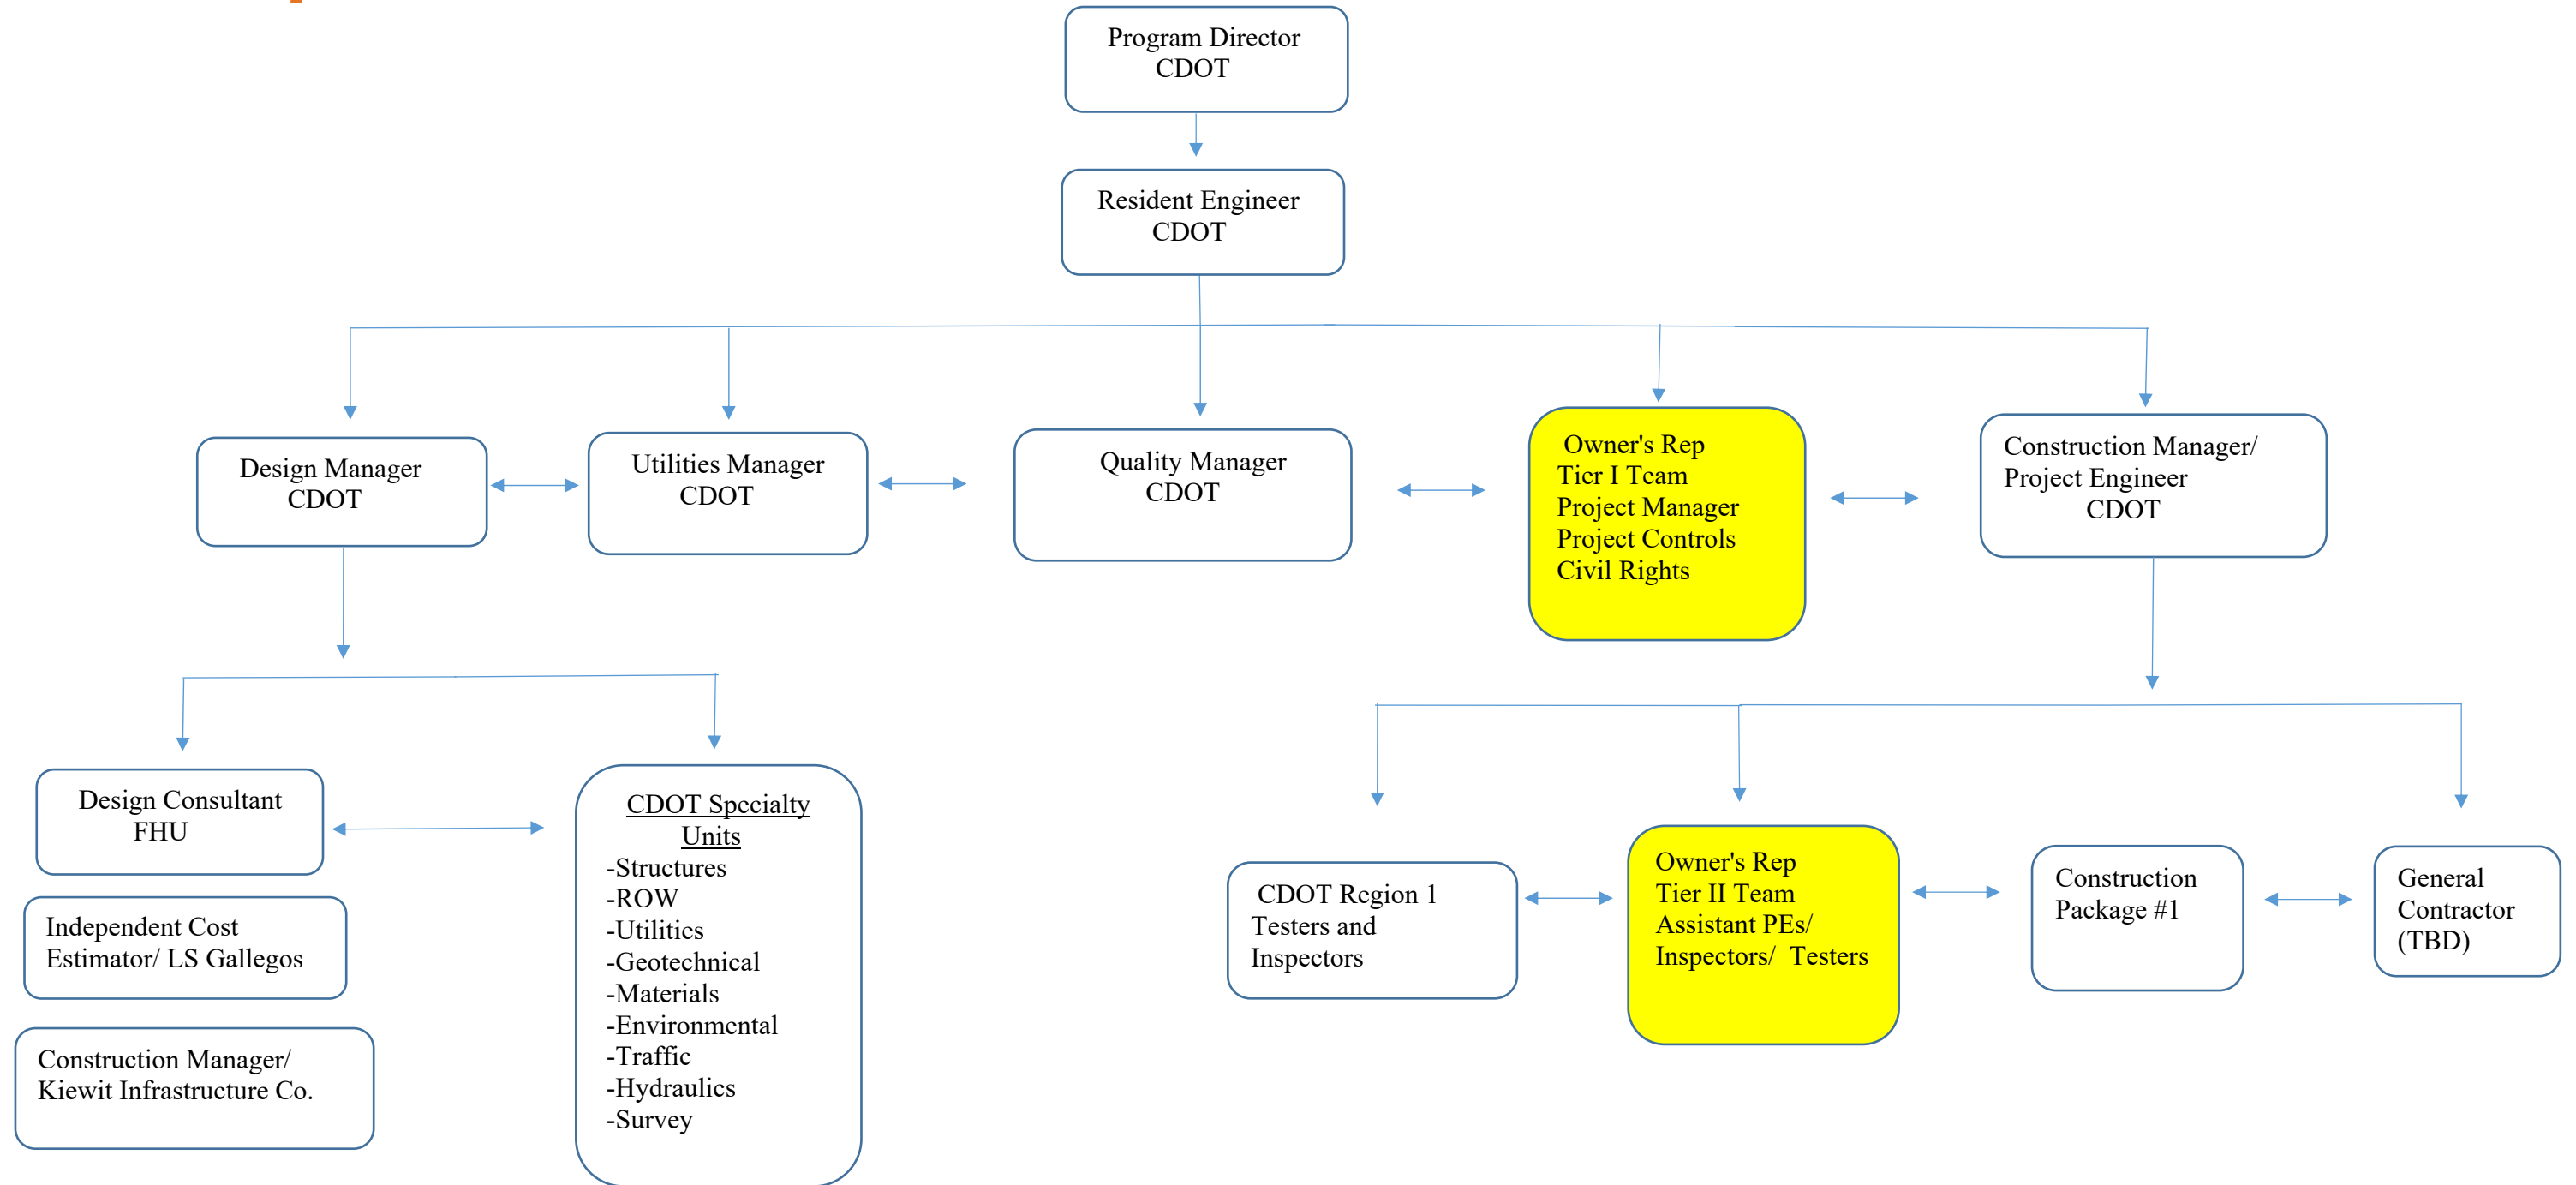 Program Director
CDOT
Resident Engineer
CDOT
Design Manager
CDOT
Utilities Manager
CDOT
Quality Manager
CDOT
Owner's Rep
Tier I Team
Project Manager
Project Controls
Civil Rights
Construction Manager/
Project Engineer
CDOT
Design Consultant
FHU
Independent Cost
Estimator/ LS Gallegos
Construction Manager/
Kiewit Infrastructure Co.
CDOT Specialty
Units
-Structures
-ROW
-Utilities
-Geotechnical
-Materials
-Environmental
-Traffic
-Hydraulics
-Survey
CDOT Region 1
Testers and
Inspectors
Owner's Rep
Tier II Team
Assistant PEs/
Inspectors/ Testers
Construction
Package #1
General
Contractor
(TBD)